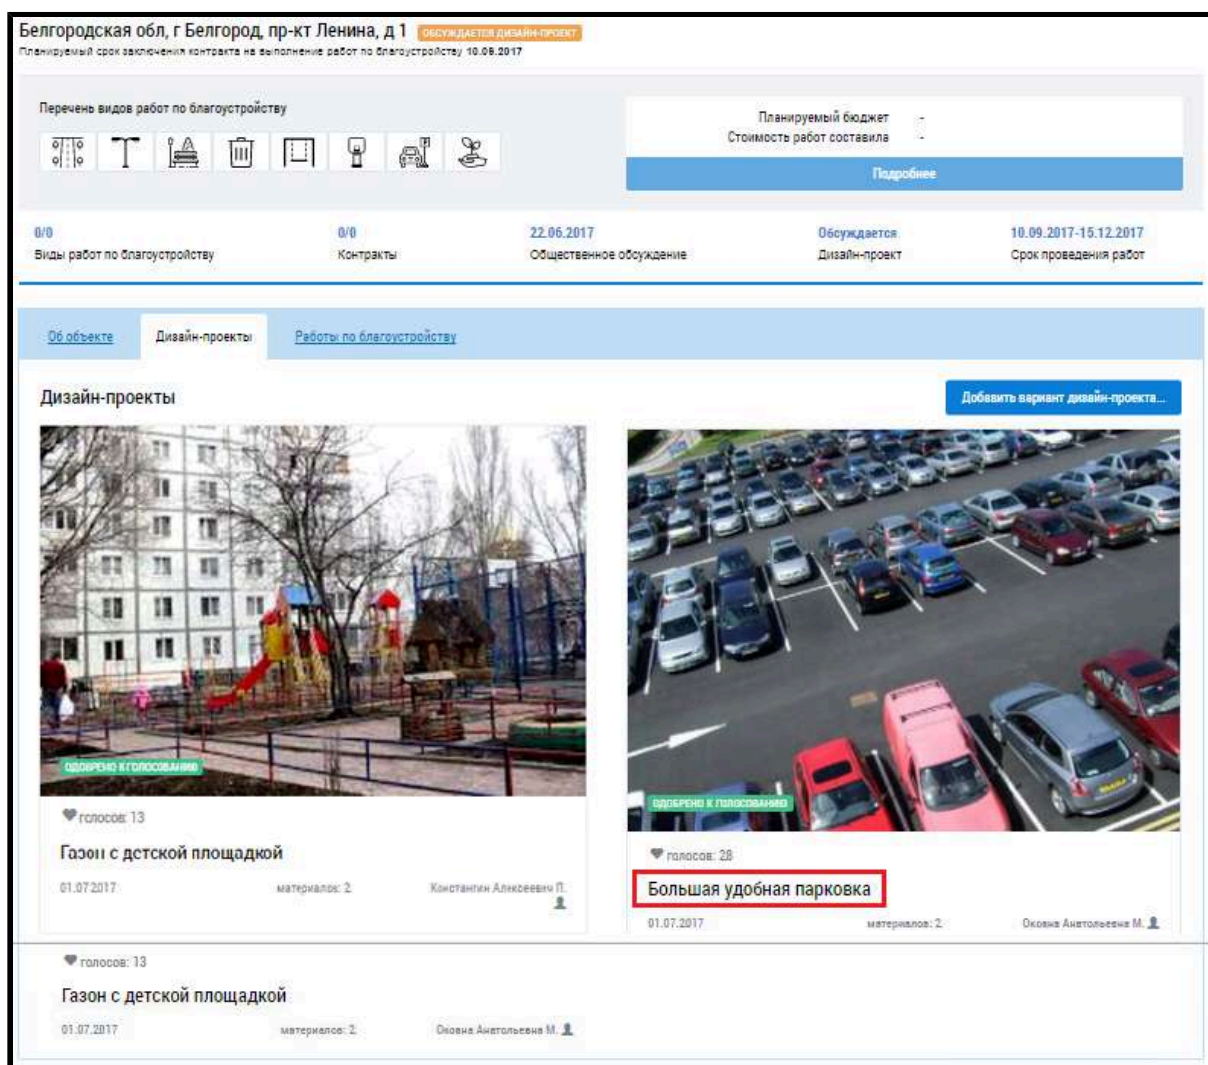 Белгородская обл, г Белгород, пр-кт Ленина, д 1 ОБСУЖДАЕТСЯ ДИЗАЙН-ПРОЕКТ
Планируемый срок заключения контракта на выполнение работ по благоустройству 10.08.2017
Перечень видов работ по благоустройству
Планируемый бюджет -
Стоимость работ составила -
Подробнее
0/0 0/0 22.06.2017 Обсуждается 10.09.2017-15.12.2017
Виды работ по благоустройству Контракты Общественное обсуждение Дизайн-проект Срок проведения работ
Об объекте Дизайн-проекты Работы по благоустройству
Дизайн-проекты Добавить вариант дизайн-проекта...
ОДОБРЕНО К ГОЛОСОВАНИЮ
голосов: 13
Газон с детской площадкой
01.07.2017 материалов: 2 Константин Алексеевич П.
ОДОБРЕНО К ГОЛОСОВАНИЮ
голосов: 28
Большая удобная парковка
01.07.2017 материалов: 2 Анатольевна М.
голосов: 13
Газон с детской площадкой
01.07.2017 материалов: 2 Анатольевна М.